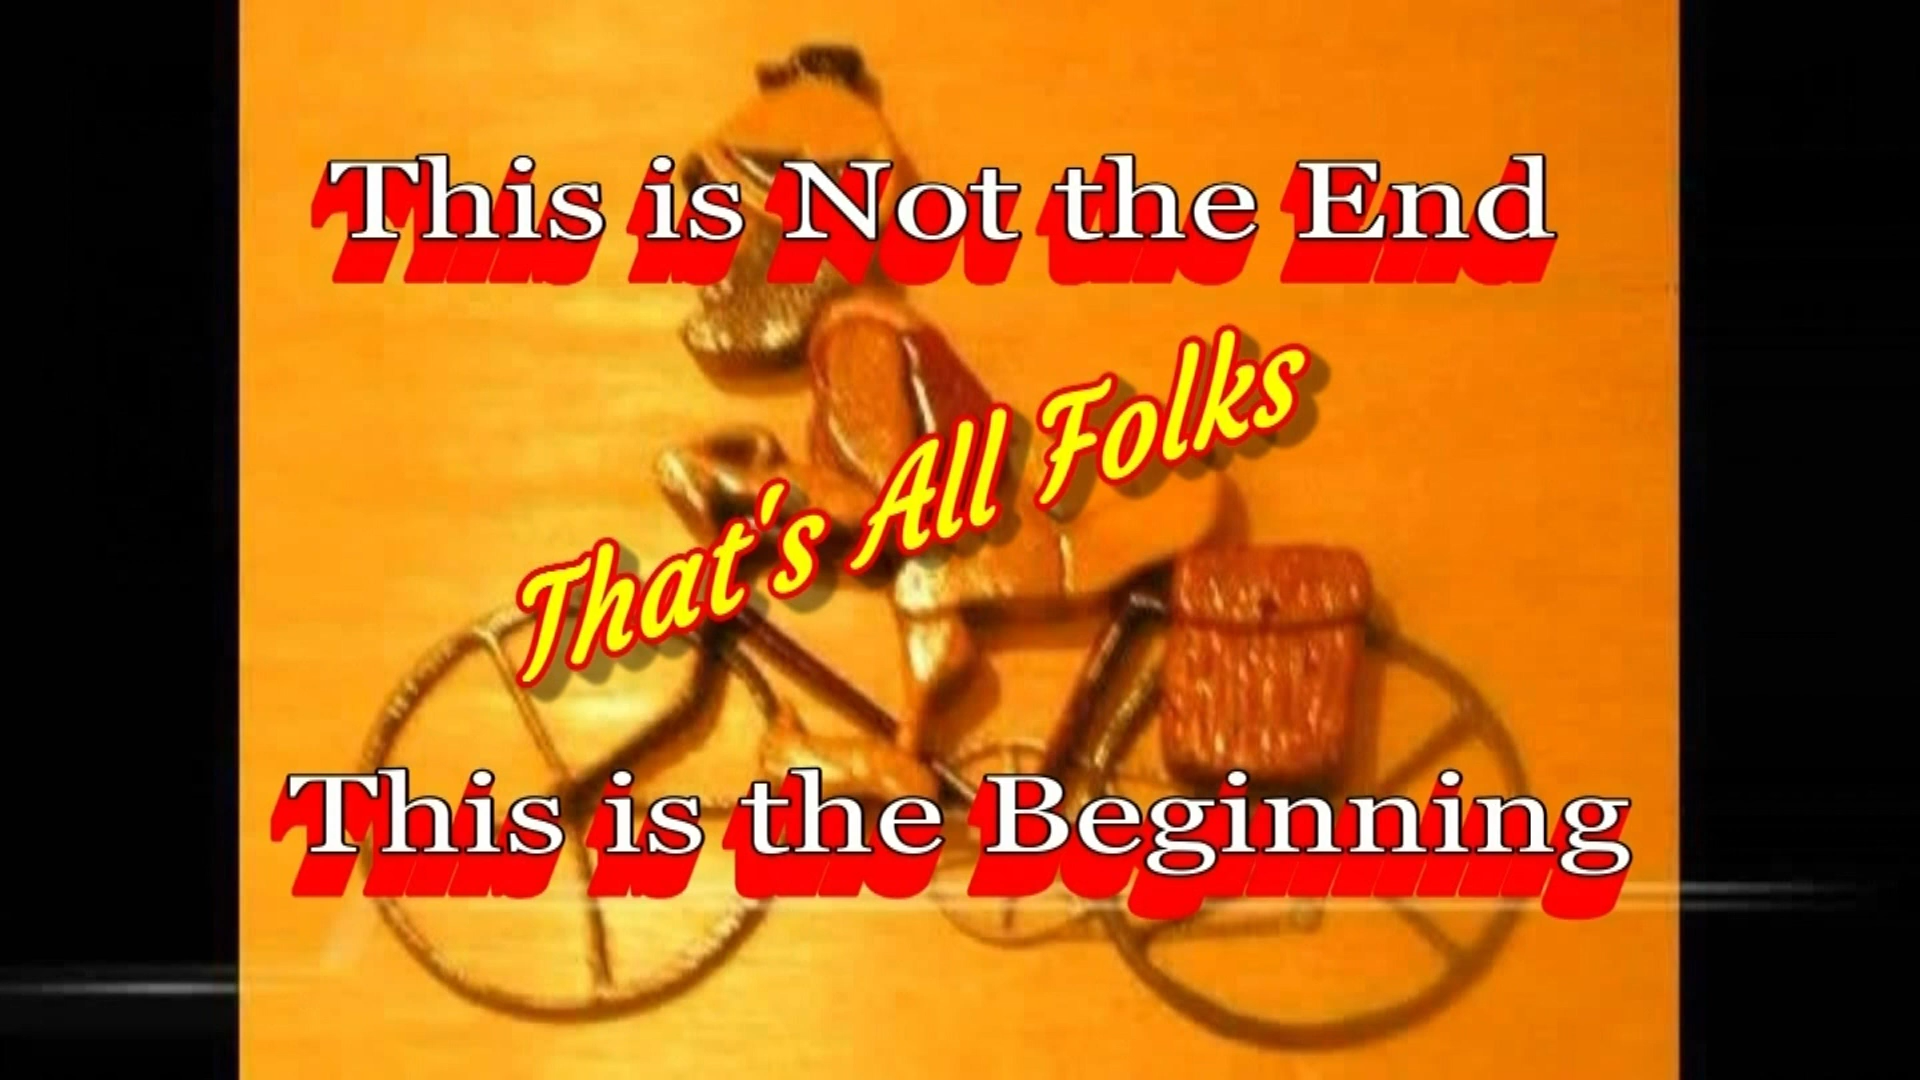 This is Not the End
That's All Folks
This is the Beginning